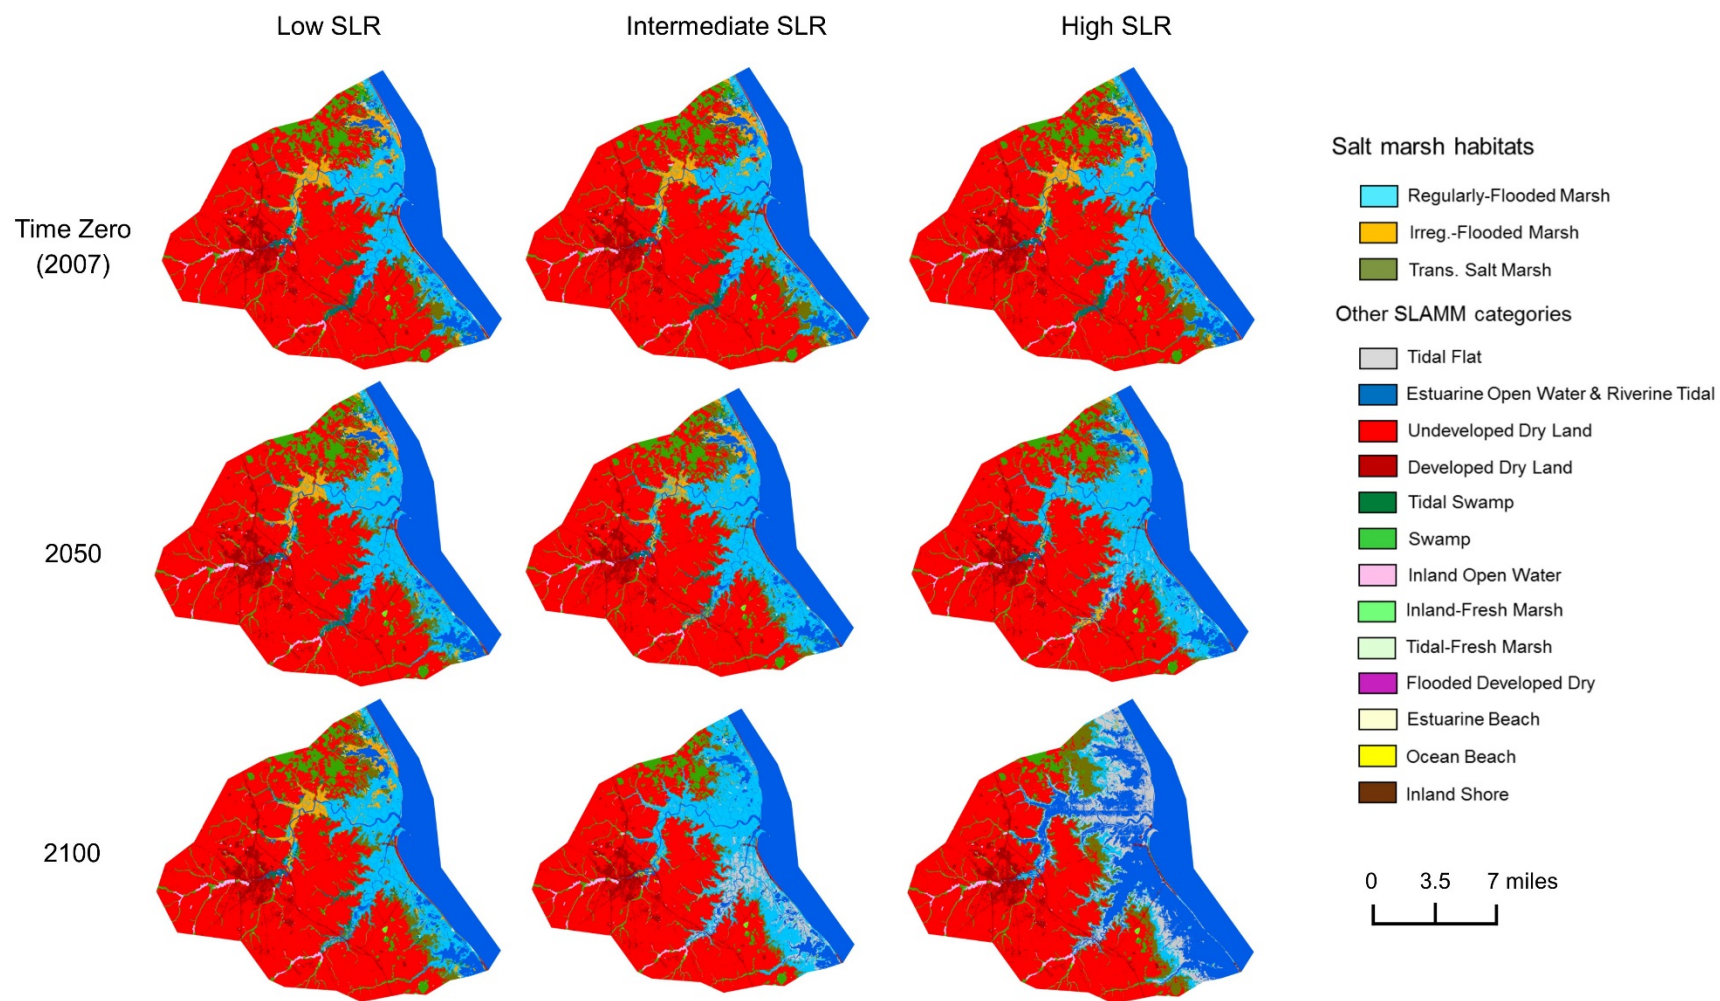 Low SLR
Intermediate SLR
High SLR
Time Zero
(2007)
2050
2100
Salt marsh habitats
Regularly-Flooded Marsh
Irreg.-Flooded Marsh
Trans. Salt Marsh
Other SLAMM categories
Tidal Flat
Estuarine Open Water & Riverine Tidal
Undeveloped Dry Land
Developed Dry Land
Tidal Swamp
Swamp
Inland Open Water
Inland-Fresh Marsh
Tidal-Fresh Marsh
Flooded Developed Dry
Estuarine Beach
Ocean Beach
Inland Shore
0 3.5 7 miles